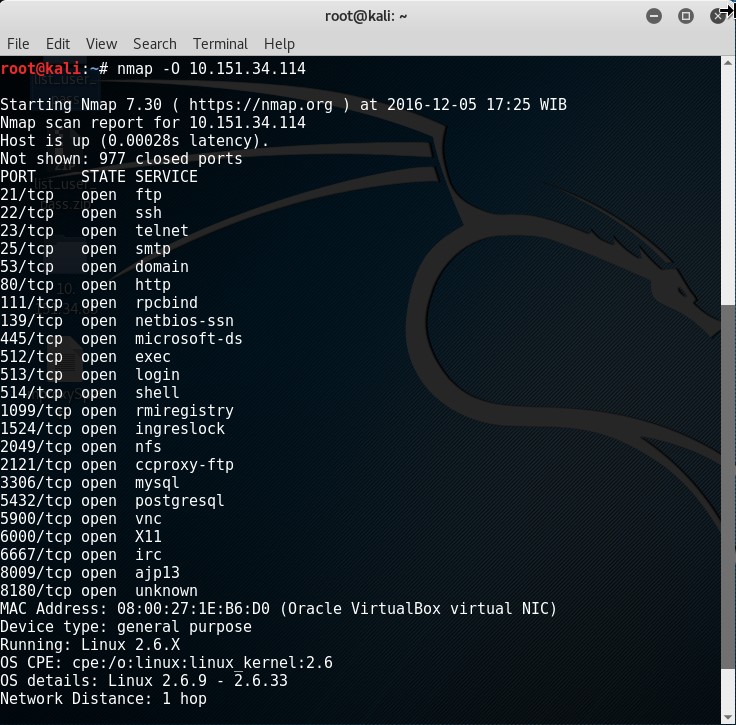 root@kali: ~
File Edit View Search Terminal Help
root@kali:~# nmap -O 10.151.34.114
Starting Nmap 7.30 ( https://nmap.org ) at 2016-12-05 17:25 WIB
Nmap scan report for 10.151.34.114
Host is up (0.00028s latency).
Not shown: 977 closed ports
PORT     STATE SERVICE
21/tcp   open  ftp
22/tcp   open  ssh
23/tcp   open  telnet
25/tcp   open  smtp
53/tcp   open  domain
80/tcp   open  http
111/tcp  open  rpcbind
139/tcp  open  netbios-ssn
445/tcp  open  microsoft-ds
512/tcp  open  exec
513/tcp  open  login
514/tcp  open  shell
1099/tcp open  rmiregistry
1524/tcp open  ingreslock
2049/tcp open  nfs
2121/tcp open  ccproxy-ftp
3306/tcp open  mysql
5432/tcp open  postgresql
5900/tcp open  vnc
6000/tcp open  X11
6667/tcp open  irc
8009/tcp open  ajp13
8180/tcp open  unknown
MAC Address: 08:00:27:1E:B6:D0 (Oracle VirtualBox virtual NIC)
Device type: general purpose
Running: Linux 2.6.X
OS CPE: cpe:/o:linux:linux_kernel:2.6
OS details: Linux 2.6.9 - 2.6.33
Network Distance: 1 hop